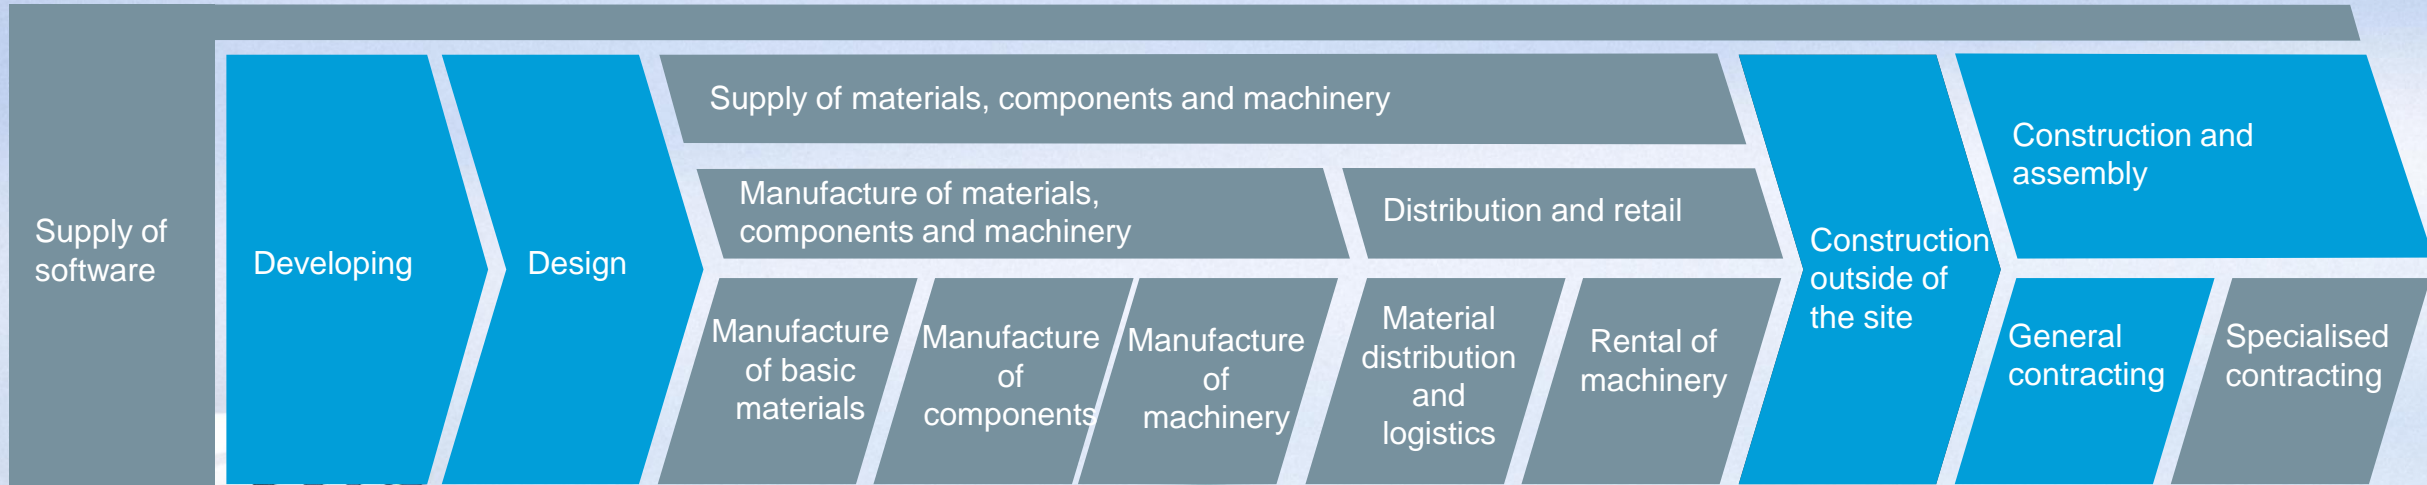 Supply of
software
Developing
Design
Supply of materials, components and machinery
Manufacture of materials,
components and machinery
Distribution and retail
Manufacture
of basic
materials
Manufacture
of
components
Manufacture
of
machinery
Material
distribution
and
logistics
Rental of
machinery
Construction
outside of
the site
Construction and
assembly
General
contracting
Specialised
contracting